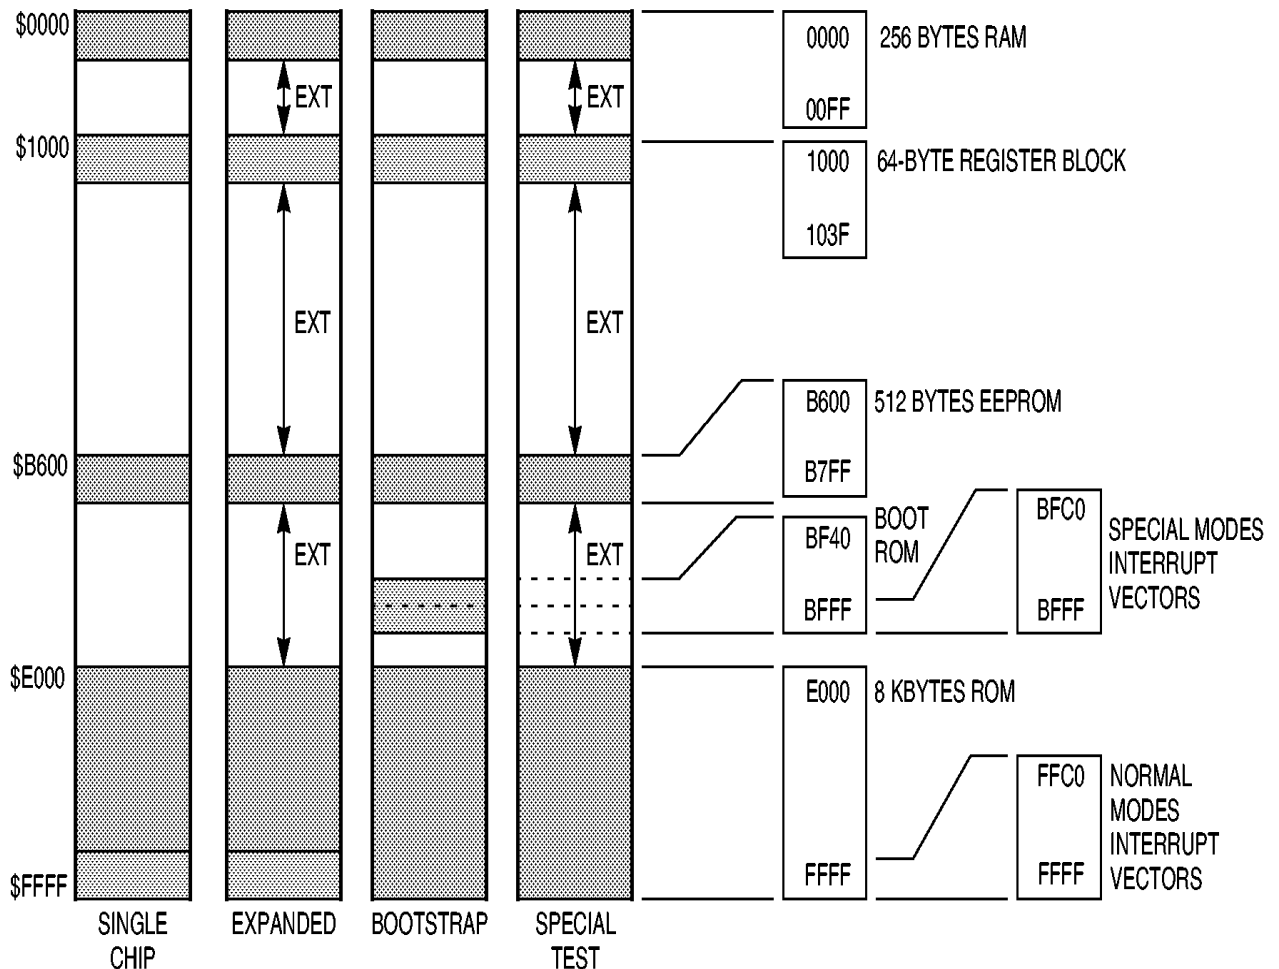 $0000
$1000
$B600
$E000
$FFFF
EXT
EXT
EXT
EXT
EXT
EXT
SINGLE
CHIP
EXPANDED
BOOTSTRAP
SPECIAL
TEST
0000
00FF
256 BYTES RAM
1000
103F
64-BYTE REGISTER BLOCK
B600
B7FF
512 BYTES EEPROM
BF40
BFFF
BOOT
ROM
BFC0
BFFF
SPECIAL MODES
INTERRUPT
VECTORS
E000
FFFF
8 KBYTES ROM
FFC0
FFFF
NORMAL
MODES
INTERRUPT
VECTORS